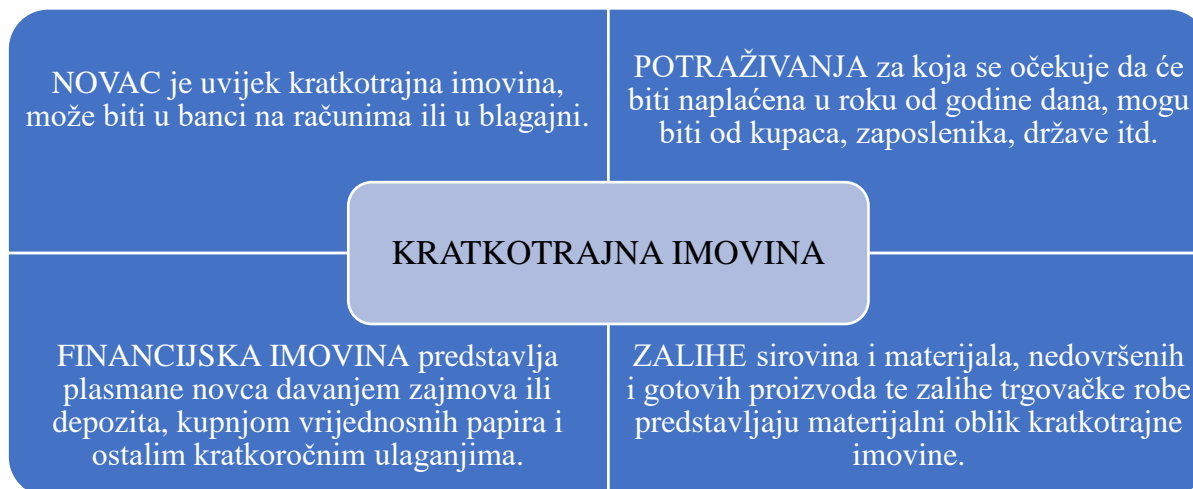 NOVAC je uvijek kratkotrajna imovina,
može biti u banci na računima ili u blagajni.
POTRAŽIVANJA za koja se očekuje da će
biti naplaćena u roku od godine dana, mogu
biti od kupaca, zaposlenika, države itd.
KRATKOTRAJNA IMOVINA
FINANCIJSKA IMOVINA predstavlja
plasmane novca davanjem zajmova ili
depozita, kupnjom vrijednosnih papira i
ostalim kratkoročnim ulaganjima.
ZALIHE sirovina i materijala, nedovršenih
i gotovih proizvoda te zalihe trgovačke robe
predstavljaju materijalni oblik kratkotrajne
imovine.